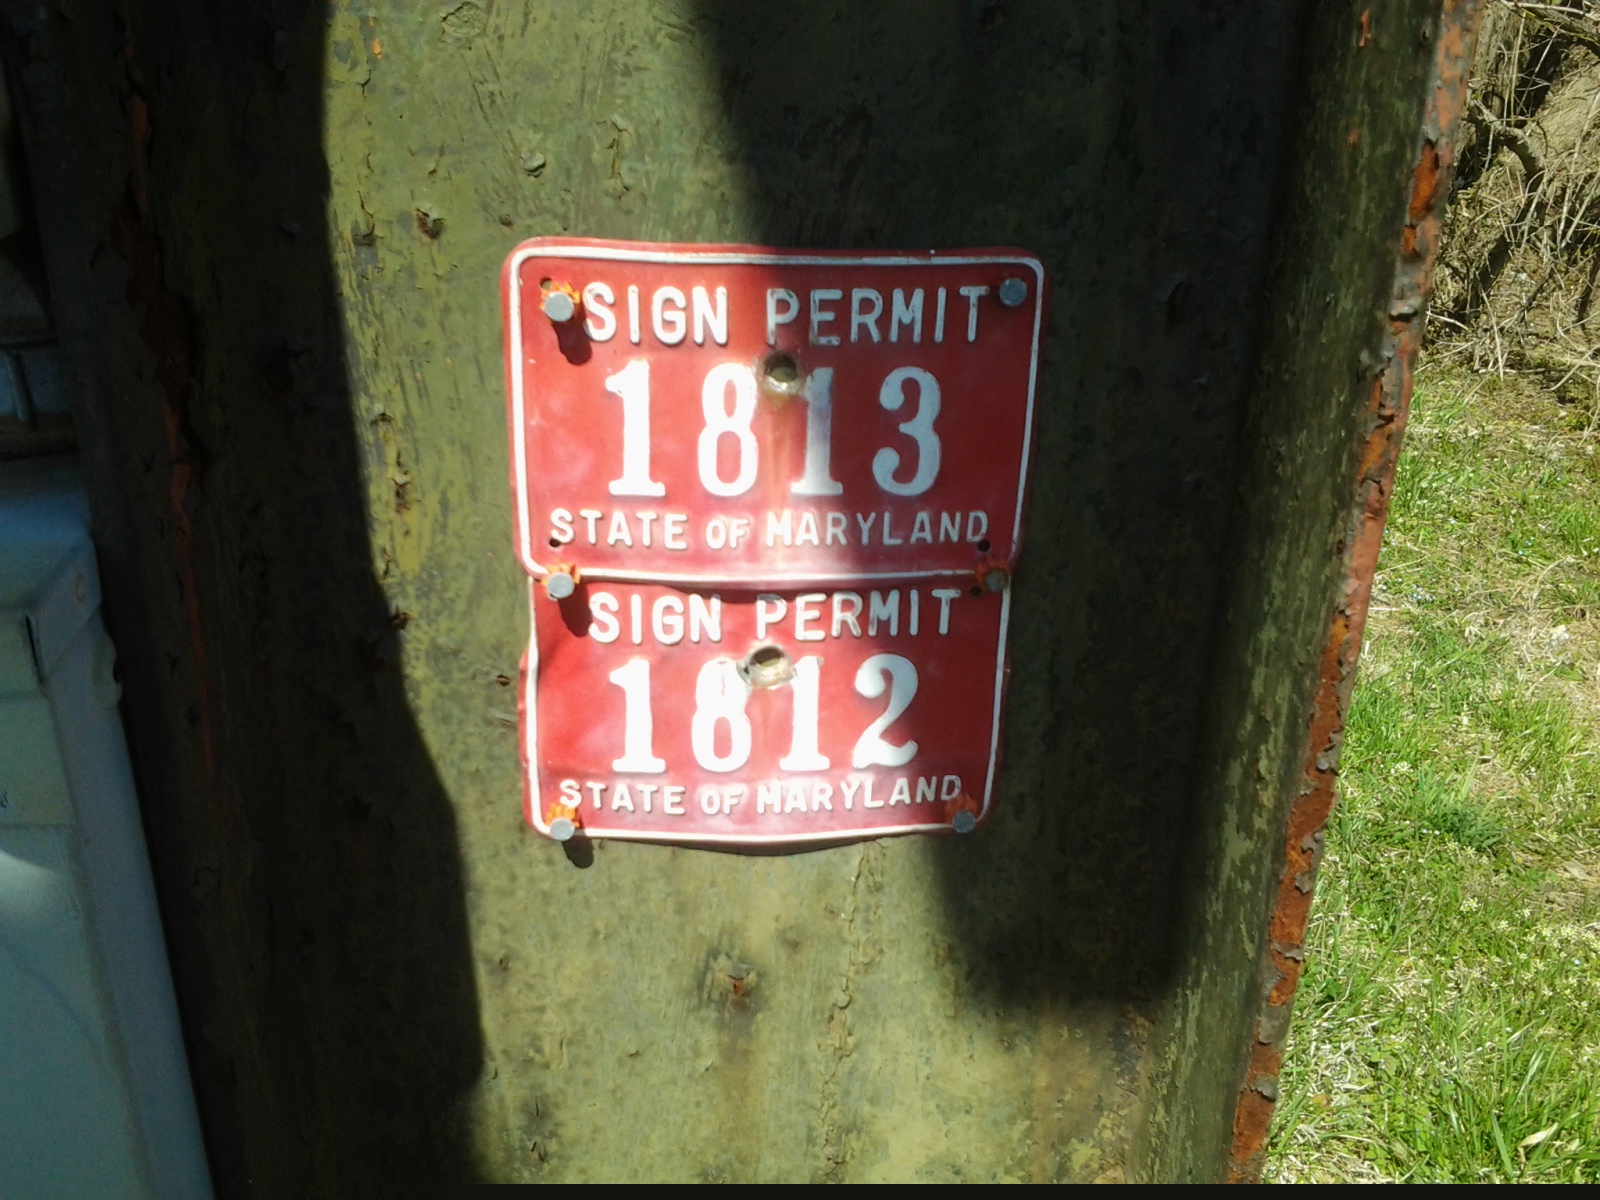 SIGN PERMIT
1813
STATE OF MARYLAND
SIGN PERMIT
1812
STATE OF MARYLAND